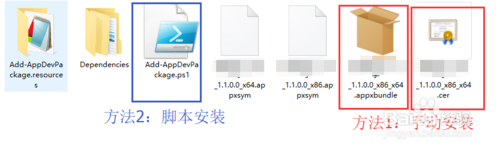 Add-AppDevPackage.resources
Dependencies
Add-AppDevPackage.ps1
_1.1.0.0_x64.appxsym
_1.1.0.0_x86.appxsym
_1.1.0.0_x86_x64.appxbundle
_1.1.0.0_x86_x64.cer
方法2：脚本安装
方法1：手动安装